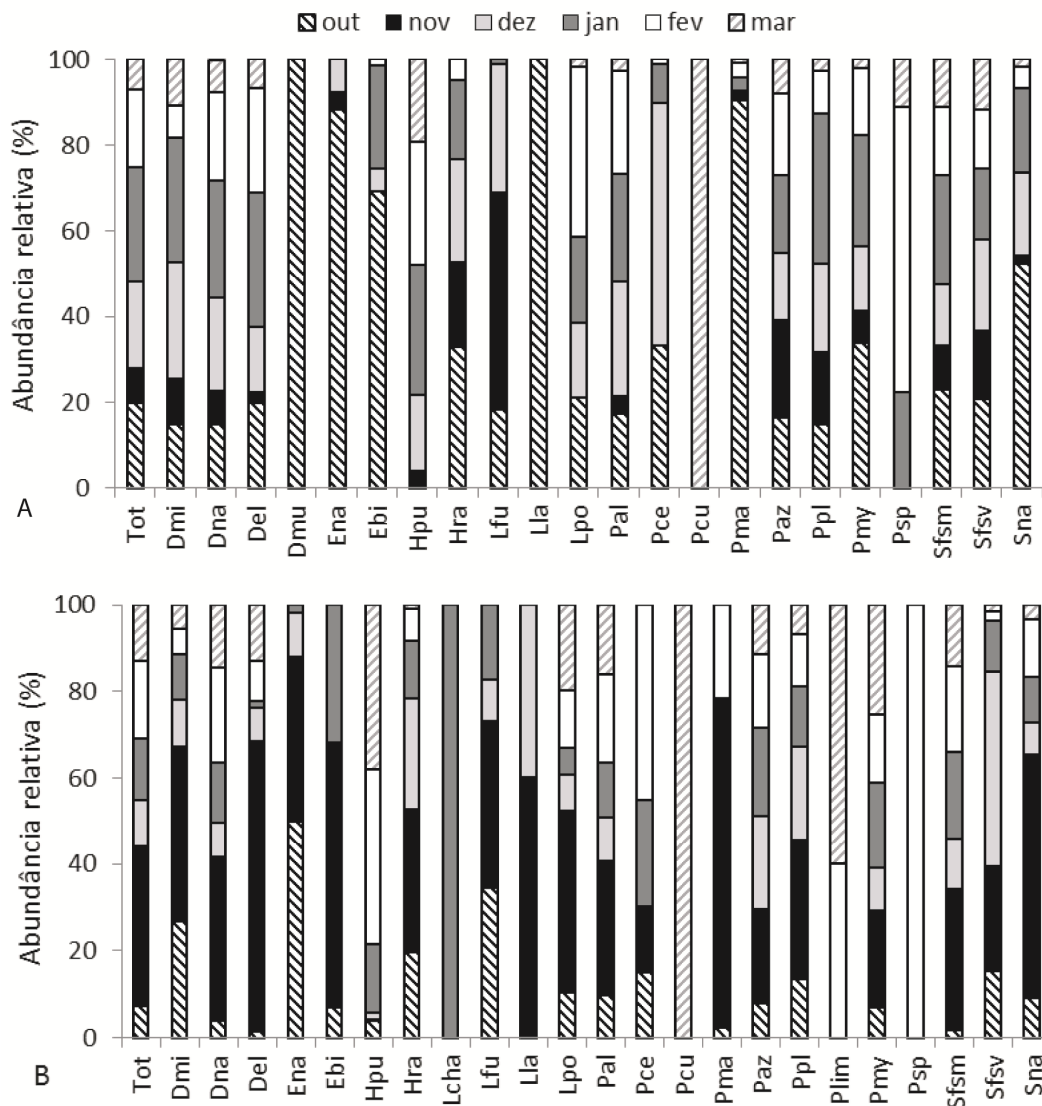 out nov dez jan fev mar
Abundância relativa (%)
100
80
60
40
20
0
A
Tot Dmi Dna Del Dmu Ena Ebi Hpu Hra Lfu Lla Lpo Pal Pce Pcu Pma Paz Ppl Pmy Psp Sfsm Sfsv Sna
Abundância relativa (%)
100
80
60
40
20
0
B
Tot Dmi Dna Del Ena Ebi Hpu Hra Lcha Lfu Lla Lpo Pal Pce Pcu Pma Paz Ppl Plim Pmy Psp Sfsm Sfsv Sna